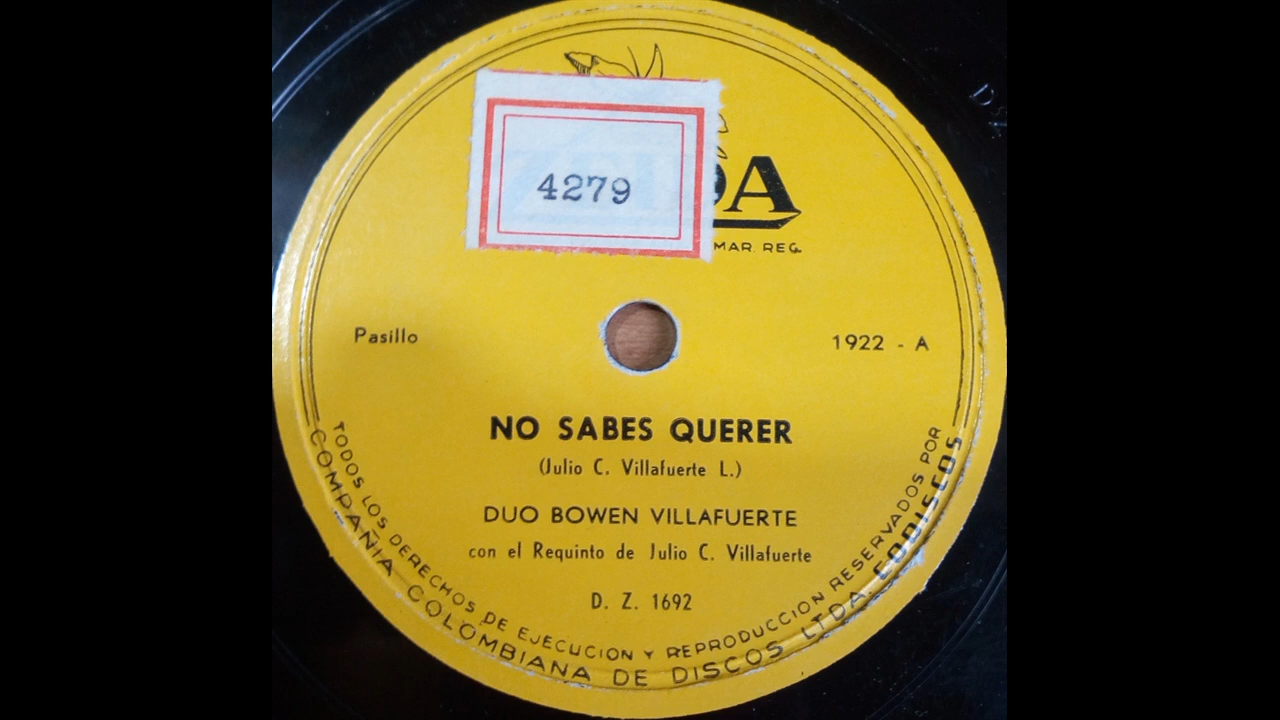 4279
MAR. REG.
Pasillo
1922 - A
NO SABES QUERER
(Julio C. Villafuerte L.)
DUO BOWEN VILLAFUERTE
con el Requinto de Julio C. Villafuerte
D. Z. 1692
TODOS LOS DERECHOS DE EJECUCION Y REPRODUCCION RESERVADOS POR
COMPAÑIA COLOMBIANA DE DISCOS LTDA. CODISCOS